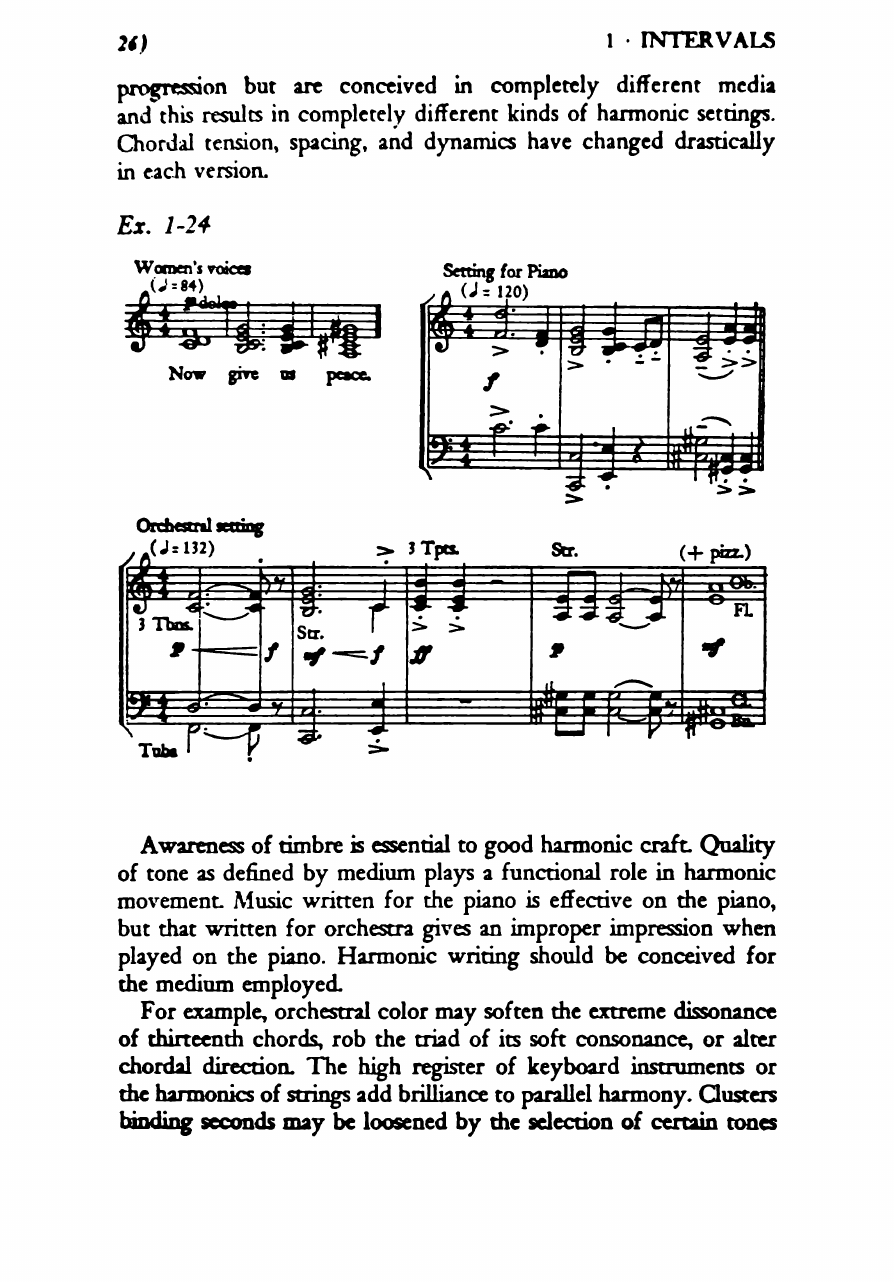 26)
1 · INTERVALS
progression but are conceived in completely different media
and this results in completely different kinds of harmonic settings.
Chordal tension, spacing, and dynamics have changed drastically
in each version.
Ex. 1-24
Women's voices
(♩=84)
p dolce
Now give us peace.
Setting for Piano
(♩=120)
f
Orchestral setting
(♩=132)
3 Tpts.
Str.
(+ pizz.)
Ob.
Fl.
3 Tbns.
Str.
p f mf f ff p mf
Cl.
Bn.
Tuba
Awareness of timbre is essential to good harmonic craft. Quality
of tone as defined by medium plays a functional role in harmonic
movement. Music written for the piano is effective on the piano,
but that written for orchestra gives an improper impression when
played on the piano. Harmonic writing should be conceived for
the medium employed.
For example, orchestral color may soften the extreme dissonance
of thirteenth chords, rob the triad of its soft consonance, or alter
chordal direction. The high register of keyboard instruments or
the harmonics of strings add brilliance to parallel harmony. Clusters
binding seconds may be loosened by the selection of certain tones